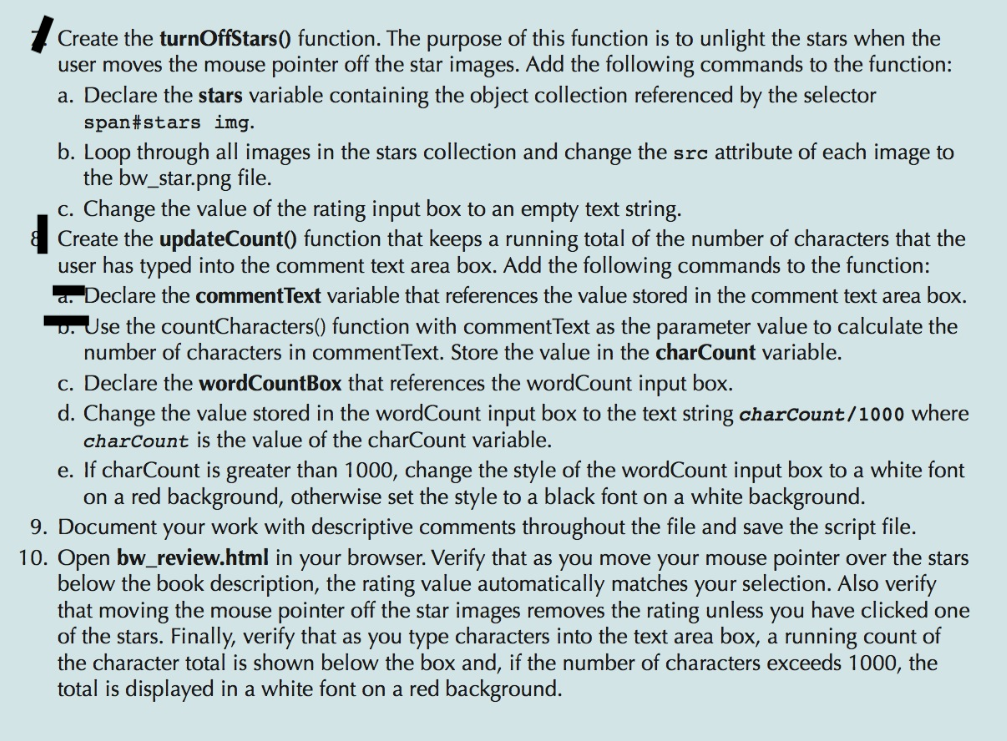 Create the turnOffStars() function. The purpose of this function is to unlight the stars when the
user moves the mouse pointer off the star images. Add the following commands to the function:
a. Declare the stars variable containing the object collection referenced by the selector
span#stars img.
b. Loop through all images in the stars collection and change the src attribute of each image to
the bw_star.png file.
c. Change the value of the rating input box to an empty text string.
8 Create the updateCount() function that keeps a running total of the number of characters that the
user has typed into the comment text area box. Add the following commands to the function:
a. Declare the commentText variable that references the value stored in the comment text area box.
b. Use the countCharacters() function with commentText as the parameter value to calculate the
number of characters in commentText. Store the value in the charCount variable.
c. Declare the wordCountBox that references the wordCount input box.
d. Change the value stored in the wordCount input box to the text string charCount/1000 where
charCount is the value of the charCount variable.
e. If charCount is greater than 1000, change the style of the wordCount input box to a white font
on a red background, otherwise set the style to a black font on a white background.
9. Document your work with descriptive comments throughout the file and save the script file.
10. Open bw_review.html in your browser. Verify that as you move your mouse pointer over the stars
below the book description, the rating value automatically matches your selection. Also verify
that moving the mouse pointer off the star images removes the rating unless you have clicked one
of the stars. Finally, verify that as you type characters into the text area box, a running count of
the character total is shown below the box and, if the number of characters exceeds 1000, the
total is displayed in a white font on a red background.